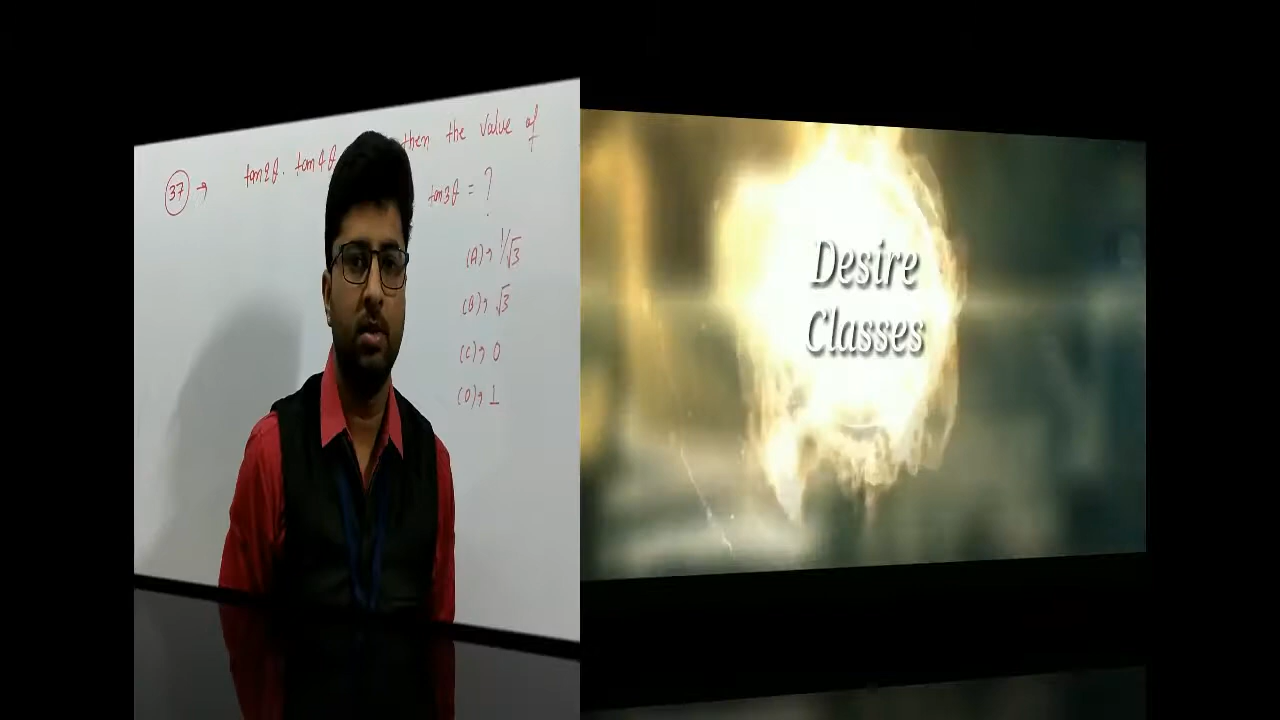 37 → tan2θ. tan4θ then the value of
tan3θ = ?
(A)→ 1/√3
(B)→ √3
(C)→ 0
(D)→ 1
Desire
Classes